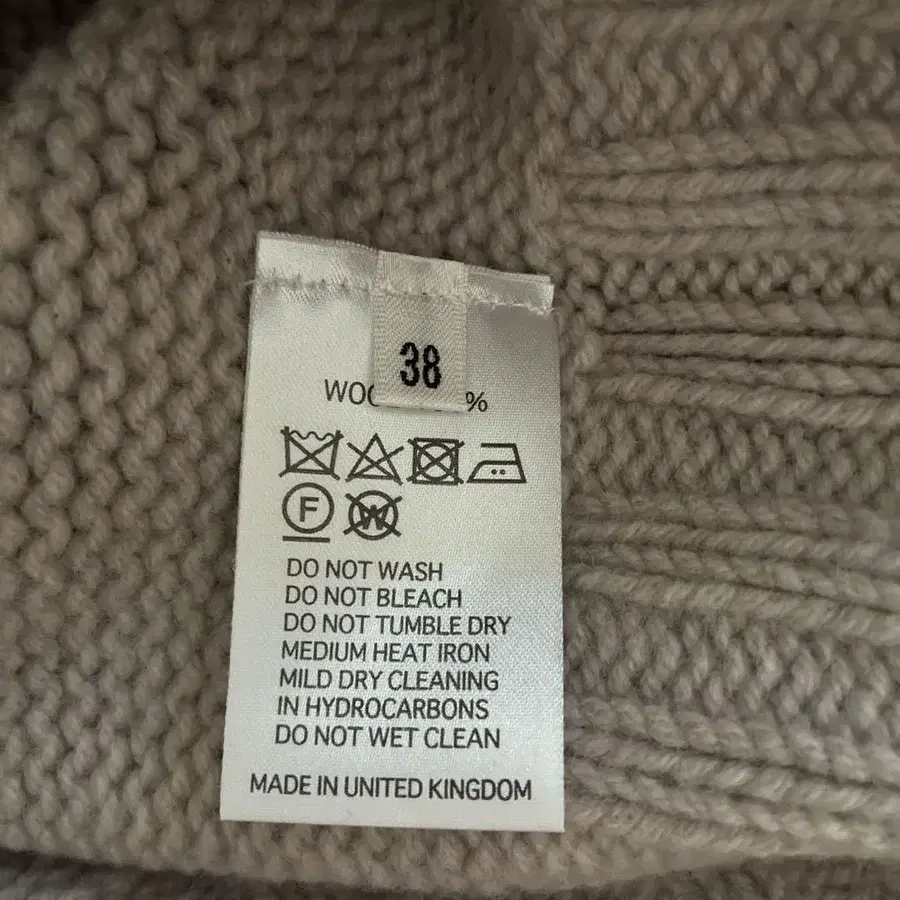 38
%
F
W
DO NOT WASH
DO NOT BLEACH
DO NOT TUMBLE DRY
MEDIUM HEAT IRON
MILD DRY CLEANING
IN HYDROCARBONS
DO NOT WET CLEAN
MADE IN UNITED KINGDOM